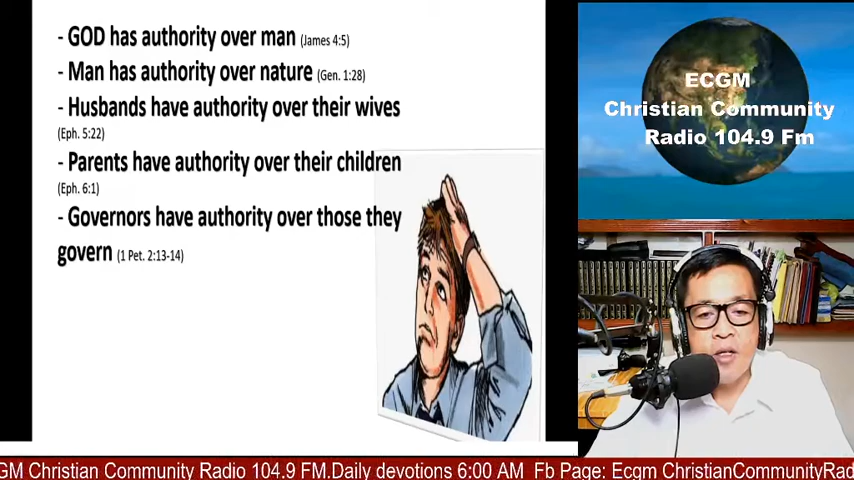 - GOD has authority over man (James 4:5)
- Man has authority over nature (Gen. 1:28)
- Husbands have authority over their wives
(Eph. 5:22)
- Parents have authority over their children
(Eph. 6:1)
- Governors have authority over those they
govern (1 Pet. 2:13-14)
ECGM
Christian Community
Radio 104.9 Fm
GM Christian Community Radio 104.9 FM.Daily devotions 6:00 AM Fb Page: Ecgm ChristianCommunityRad